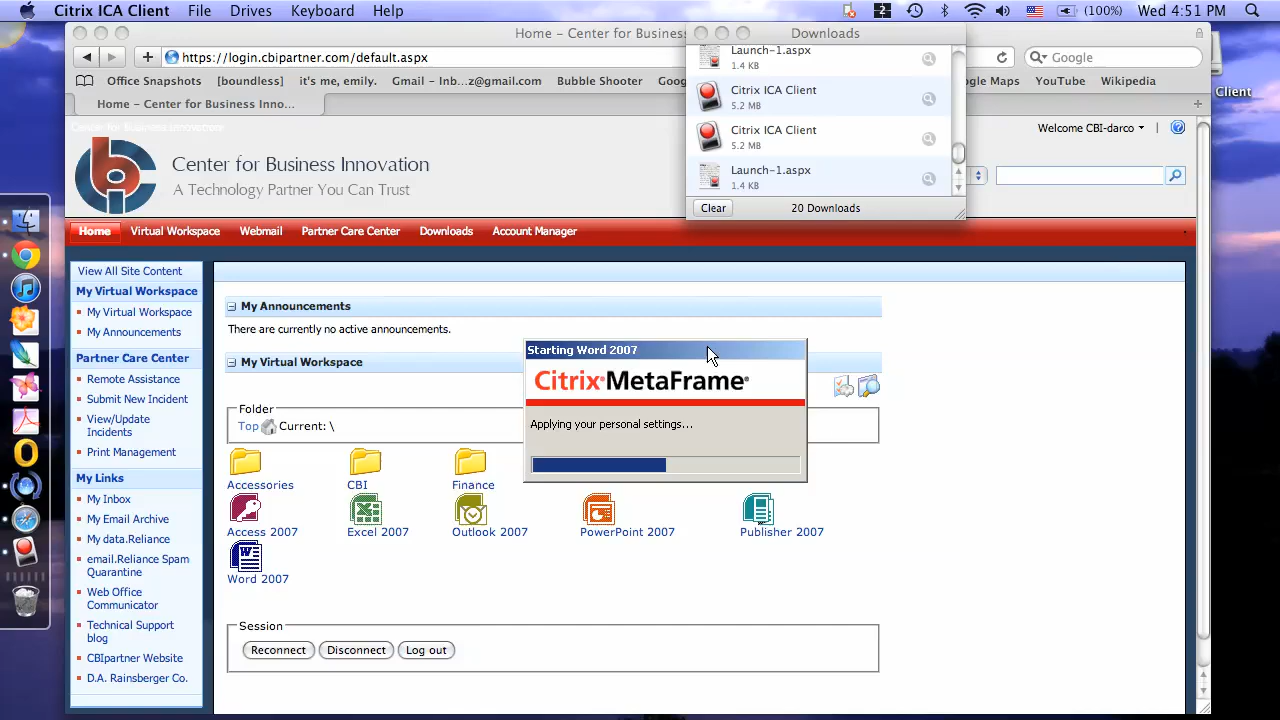 Citrix ICA Client File Drives Keyboard Help 2 (100%) Wed 4:51 PM
Home – Center for Business
Downloads
https://login.cbipartner.com/default.aspx
Google
Office Snapshots [boundless] it's me, emily. Gmail - Inb...z@gmail.com Bubble Shooter Google Maps YouTube Wikipedia
Client
Home – Center for Business Inno...
Launch-1.aspx
1.4 KB
Citrix ICA Client
5.2 MB
Citrix ICA Client
5.2 MB
Launch-1.aspx
1.4 KB
Clear 20 Downloads
Center for Business Innovation
Welcome CBI-darco
Center for Business Innovation
A Technology Partner You Can Trust
Home Virtual Workspace Webmail Partner Care Center Downloads Account Manager
View All Site Content
My Virtual Workspace
My Virtual Workspace
My Announcements
Partner Care Center
Remote Assistance
Submit New Incident
View/Update
Incidents
Print Management
My Links
My Inbox
My Email Archive
My data.Reliance
email.Reliance Spam
Quarantine
Web Office
Communicator
Technical Support
blog
CBIpartner Website
D.A. Rainsberger Co.
My Announcements
There are currently no active announcements.
My Virtual Workspace
Folder
Top Current: \
Accessories CBI Finance
Access 2007 Excel 2007 Outlook 2007 PowerPoint 2007 Publisher 2007
Word 2007
Session
Reconnect Disconnect Log out
Starting Word 2007
Citrix® MetaFrame®
Applying your personal settings...